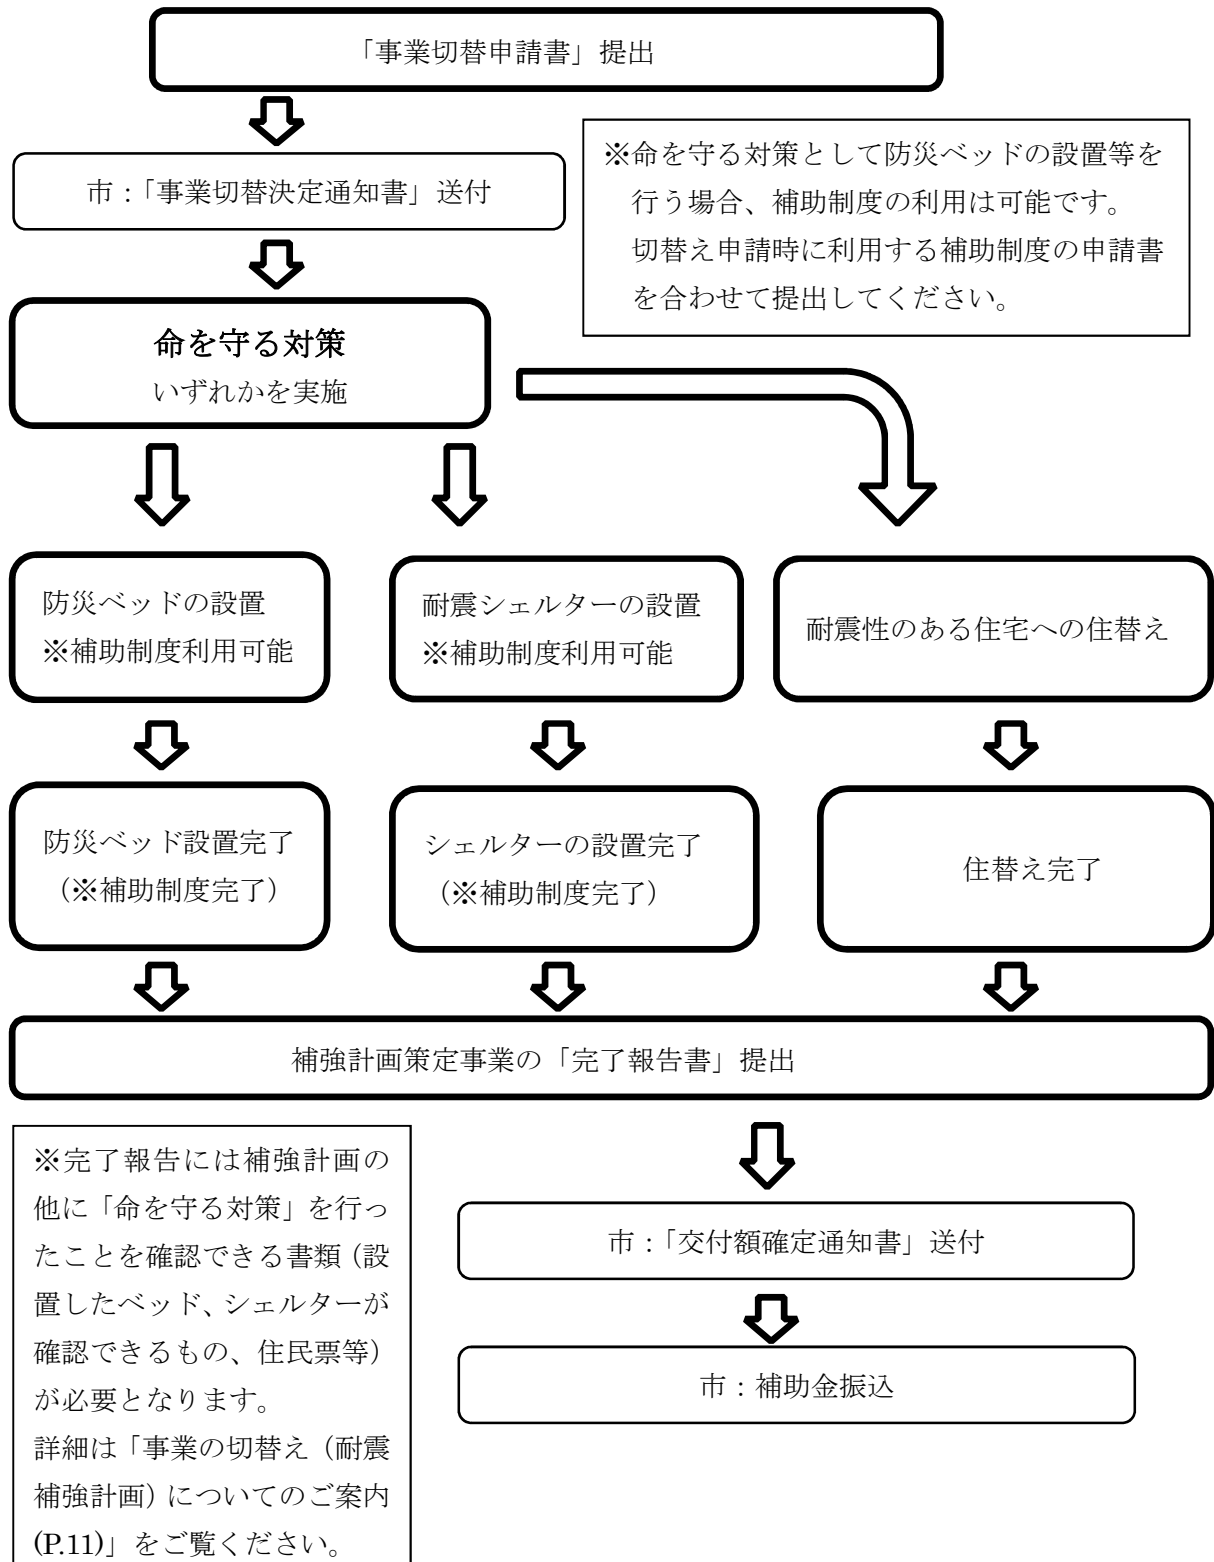 「事業切替申請書」提出
市：「事業切替決定通知書」送付
※命を守る対策として防災ベッドの設置等を
行う場合、補助制度の利用は可能です。
切替え申請時に利用する補助制度の申請書
を合わせて提出してください。
命を守る対策
いずれかを実施
防災ベッドの設置
※補助制度利用可能
耐震シェルターの設置
※補助制度利用可能
耐震性のある住宅への住替え
防災ベッド設置完了
（※補助制度完了）
シェルターの設置完了
（※補助制度完了）
住替え完了
補強計画策定事業の「完了報告書」提出
※完了報告には補強計画の
他に「命を守る対策」を行っ
たことを確認できる書類（設
置したベッド、シェルターが
確認できるもの、住民票等）
が必要となります。
詳細は「事業の切替え（耐震
補強計画）についてのご案内
(P.11)」をご覧ください。
市：「交付額確定通知書」送付
市：補助金振込